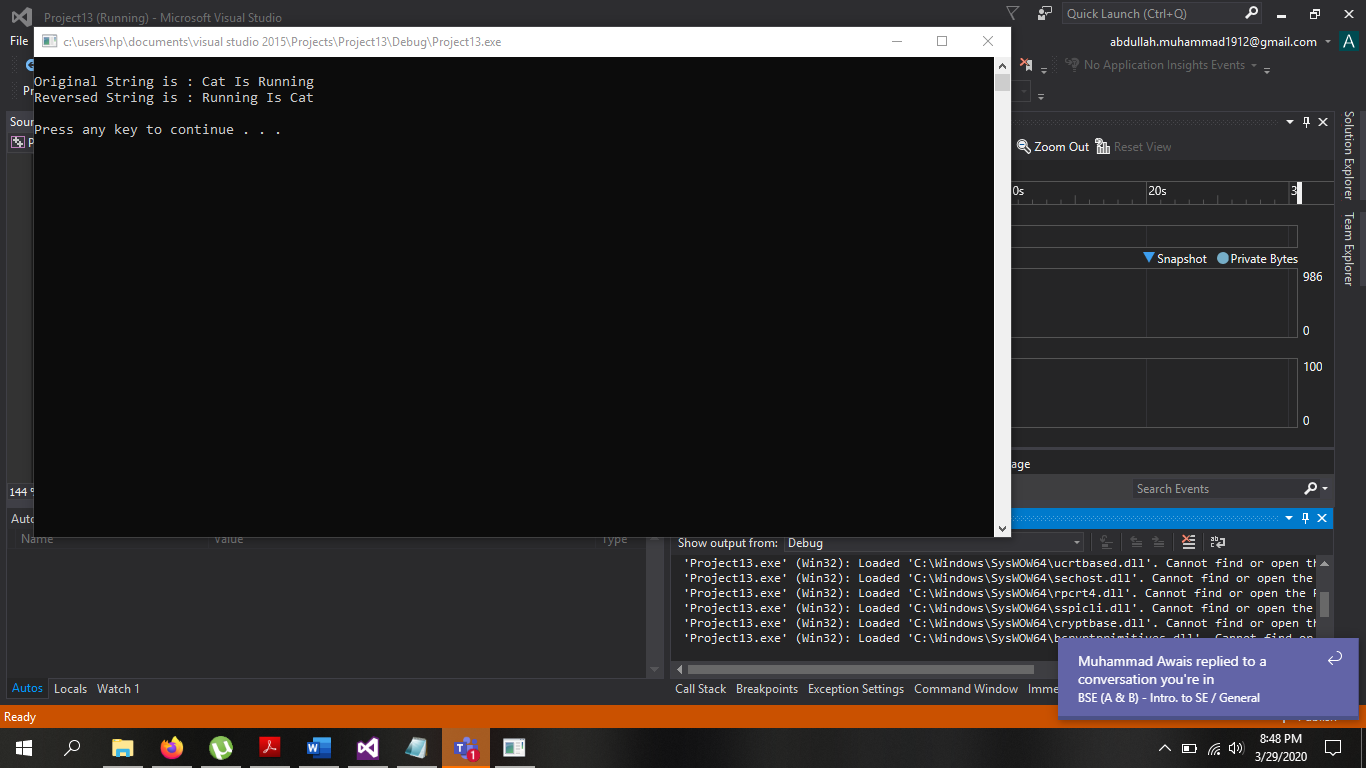 Project13 (Running) - Microsoft Visual Studio
Quick Launch (Ctrl+Q)
File
c:\users\hp\documents\visual studio 2015\Projects\Project13\Debug\Project13.exe
abdullah.muhammad1912@gmail.com
A
No Application Insights Events
Original String is : Cat Is Running
Reversed String is : Running Is Cat
Press any key to continue . . .
Zoom Out
Reset View
Solution Explorer
Team Explorer
20s
Snapshot
Private Bytes
986
0
100
0
Search Events
144 %
Name
Value
Type
Show output from:
Debug
'Project13.exe' (Win32): Loaded 'C:\Windows\SysWOW64\ucrtbased.dll'. Cannot find or open th
'Project13.exe' (Win32): Loaded 'C:\Windows\SysWOW64\sechost.dll'. Cannot find or open the
'Project13.exe' (Win32): Loaded 'C:\Windows\SysWOW64\rpcrt4.dll'. Cannot find or open the P
'Project13.exe' (Win32): Loaded 'C:\Windows\SysWOW64\sspicli.dll'. Cannot find or open the
'Project13.exe' (Win32): Loaded 'C:\Windows\SysWOW64\cryptbase.dll'. Cannot find or open th
'Project13.exe' (Win32): Loaded 'C:\Windows\SysWOW64\bcryptprimitives.dll'. Cannot find or
Muhammad Awais replied to a
conversation you're in
BSE (A & B) - Intro. to SE / General
Autos
Locals
Watch 1
Call Stack
Breakpoints
Exception Settings
Command Window
Imme
Ready
8:48 PM
3/29/2020
1